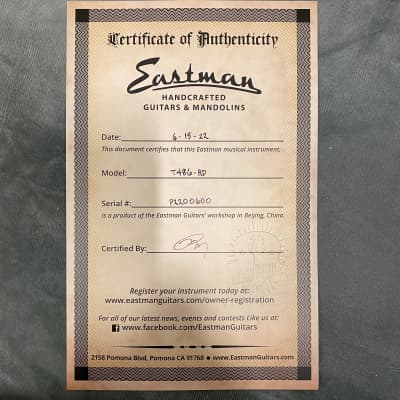 Certificate of Authenticity
Eastman
HANDCRAFTED
GUITARS & MANDOLINS
Date: 6-15-22
This document certifies that this Eastman musical instrument,
Model: T486-RD
Serial #: P2200600
is a product of the Eastman Guitars' workshop in Beijing, China.
Certified By:
Register your instrument today at:
www.eastmanguitars.com/owner-registration
For all of our latest news, events and contests Like us at:
www.facebook.com/EastmanGuitars
2158 Pomona Blvd, Pomona CA 91768 ● www.EastmanGuitars.com